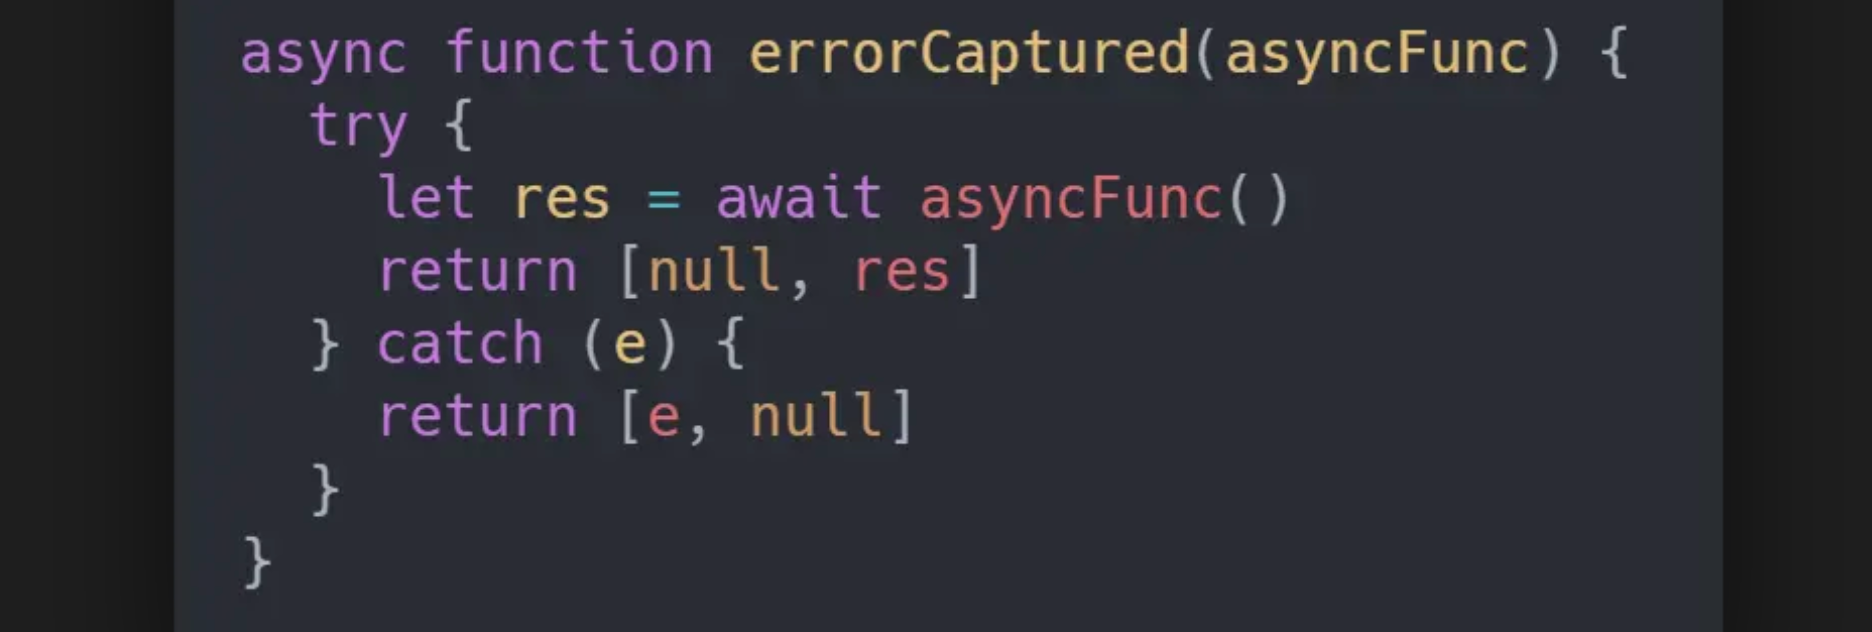 async function errorCaptured(asyncFunc) {
  try {
    let res = await asyncFunc()
    return [null, res]
  } catch (e) {
    return [e, null]
  }
}